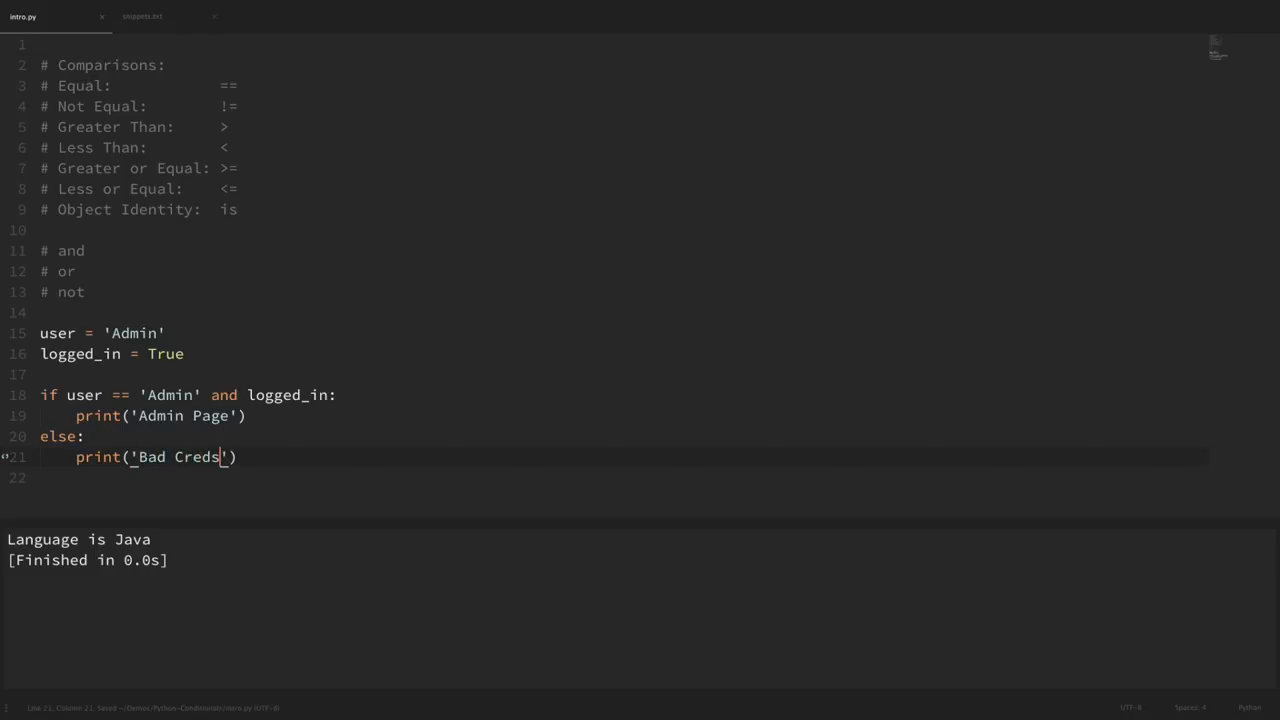 intro.py × snippets.txt ×
1
2 # Comparisons:
3 # Equal: ==
4 # Not Equal: !=
5 # Greater Than: >
6 # Less Than: <
7 # Greater or Equal: >=
8 # Less or Equal: <=
9 # Object Identity: is
10
11 # and
12 # or
13 # not
14
15 user = 'Admin'
16 logged_in = True
17
18 if user == 'Admin' and logged_in:
19 print('Admin Page')
20 else:
21 print('Bad Creds')
22
Language is Java
[Finished in 0.0s]
Line 21, Column 21, Saved ~/Demos/Python-Conditionals/intro.py (UTF-8) UTF-8 Spaces: 4 Python